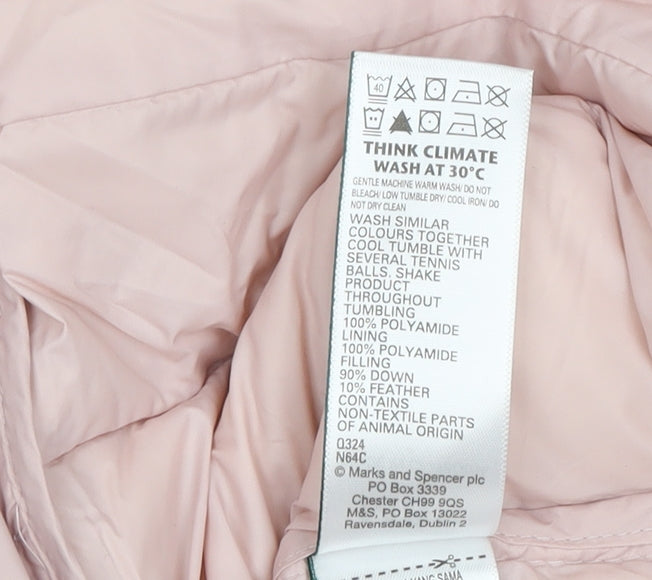 40
THINK CLIMATE
WASH AT 30°C
GENTLE MACHINE WARM WASH/ DO NOT
BLEACH/ LOW TUMBLE DRY/ COOL IRON/ DO
NOT DRY CLEAN
WASH SIMILAR
COLOURS TOGETHER
COOL TUMBLE WITH
SEVERAL TENNIS
BALLS. SHAKE
PRODUCT
THROUGHOUT
TUMBLING
100% POLYAMIDE
LINING
100% POLYAMIDE
FILLING
90% DOWN
10% FEATHER
CONTAINS
NON-TEXTILE PARTS
OF ANIMAL ORIGIN
Q324
N64C
© Marks and Spencer plc
PO Box 3339
Chester CH99 9QS
M&S, PO Box 13022
Ravensdale, Dublin 2
SAMA